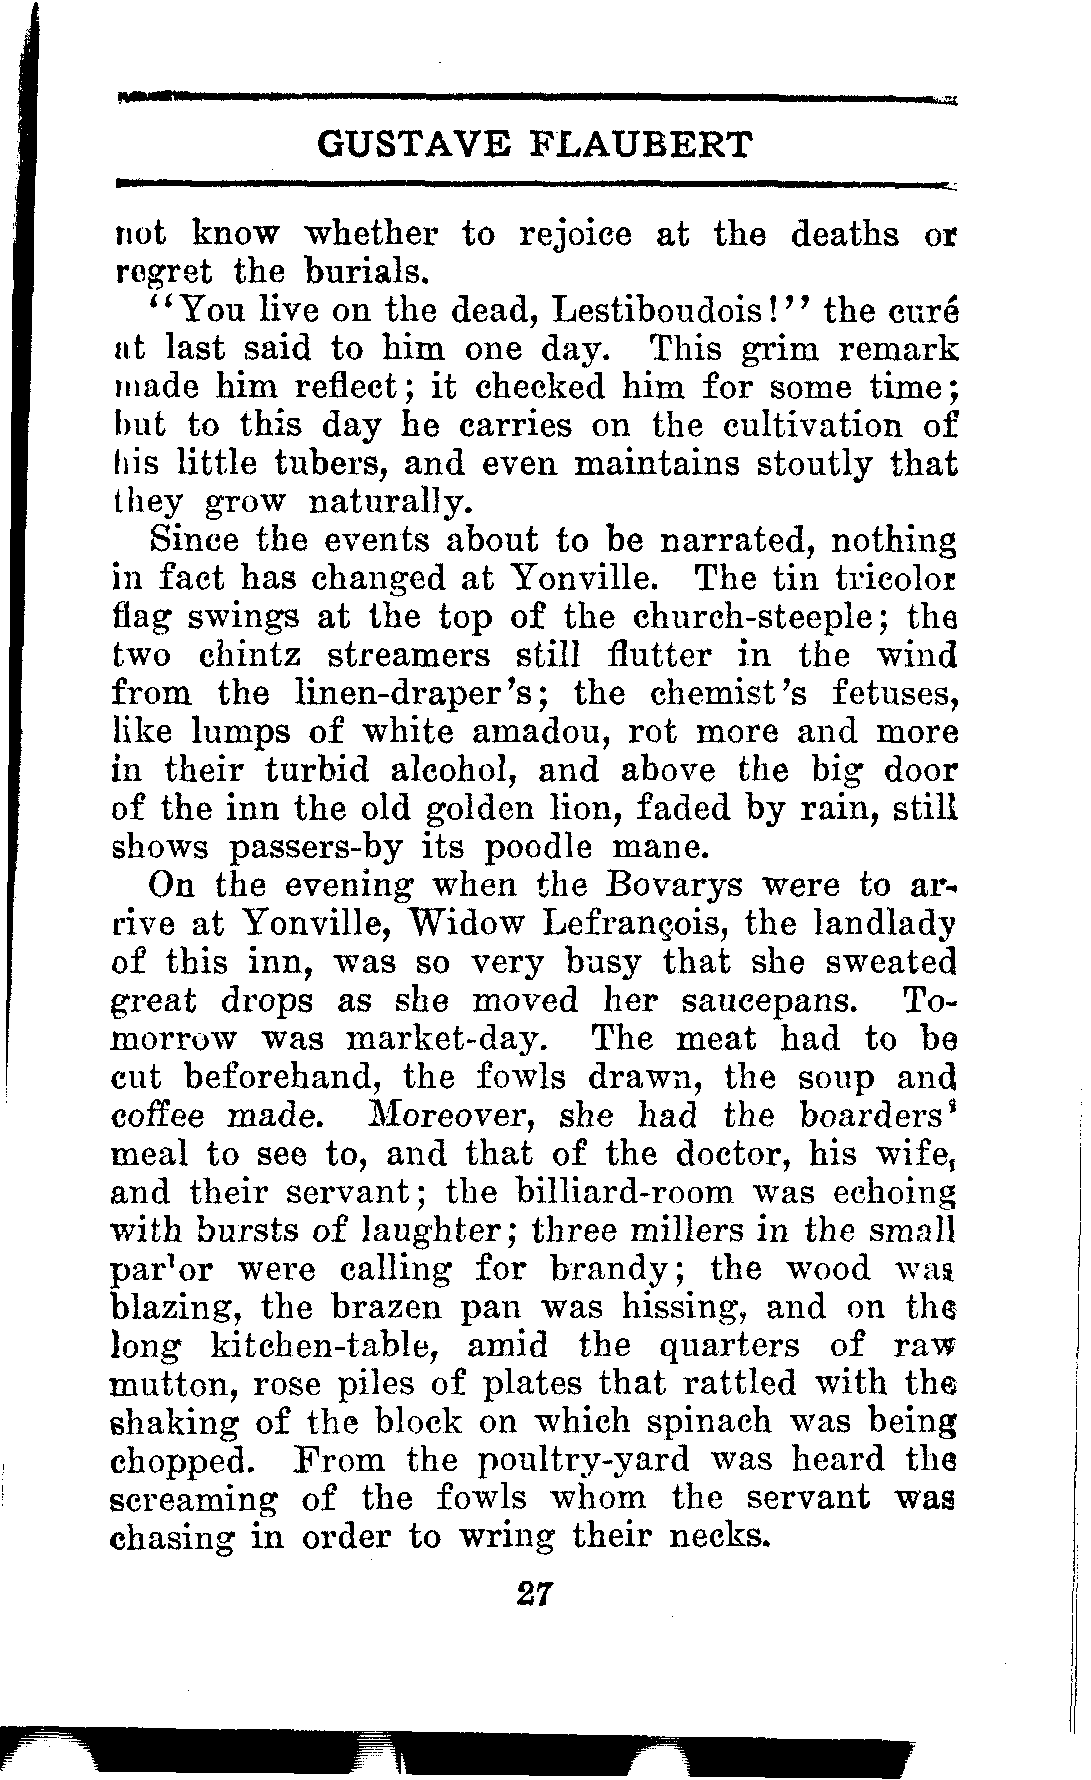 GUSTAVE FLAUBERT
not know whether to rejoice at the deaths or
regret the burials.
"You live on the dead, Lestiboudois!" the curé
at last said to him one day. This grim remark
made him reflect; it checked him for some time;
but to this day he carries on the cultivation of
his little tubers, and even maintains stoutly that
they grow naturally.
Since the events about to be narrated, nothing
in fact has changed at Yonville. The tin tricolor
flag swings at the top of the church-steeple; the
two chintz streamers still flutter in the wind
from the linen-draper's; the chemist's fetuses,
like lumps of white amadou, rot more and more
in their turbid alcohol, and above the big door
of the inn the old golden lion, faded by rain, still
shows passers-by its poodle mane.
On the evening when the Bovarys were to ar-
rive at Yonville, Widow Lefrançois, the landlady
of this inn, was so very busy that she sweated
great drops as she moved her saucepans. To-
morrow was market-day. The meat had to be
cut beforehand, the fowls drawn, the soup and
coffee made. Moreover, she had the boarders'
meal to see to, and that of the doctor, his wife,
and their servant; the billiard-room was echoing
with bursts of laughter; three millers in the small
parlor were calling for brandy; the wood was
blazing, the brazen pan was hissing, and on the
long kitchen-table, amid the quarters of raw
mutton, rose piles of plates that rattled with the
shaking of the block on which spinach was being
chopped. From the poultry-yard was heard the
screaming of the fowls whom the servant was
chasing in order to wring their necks.
27